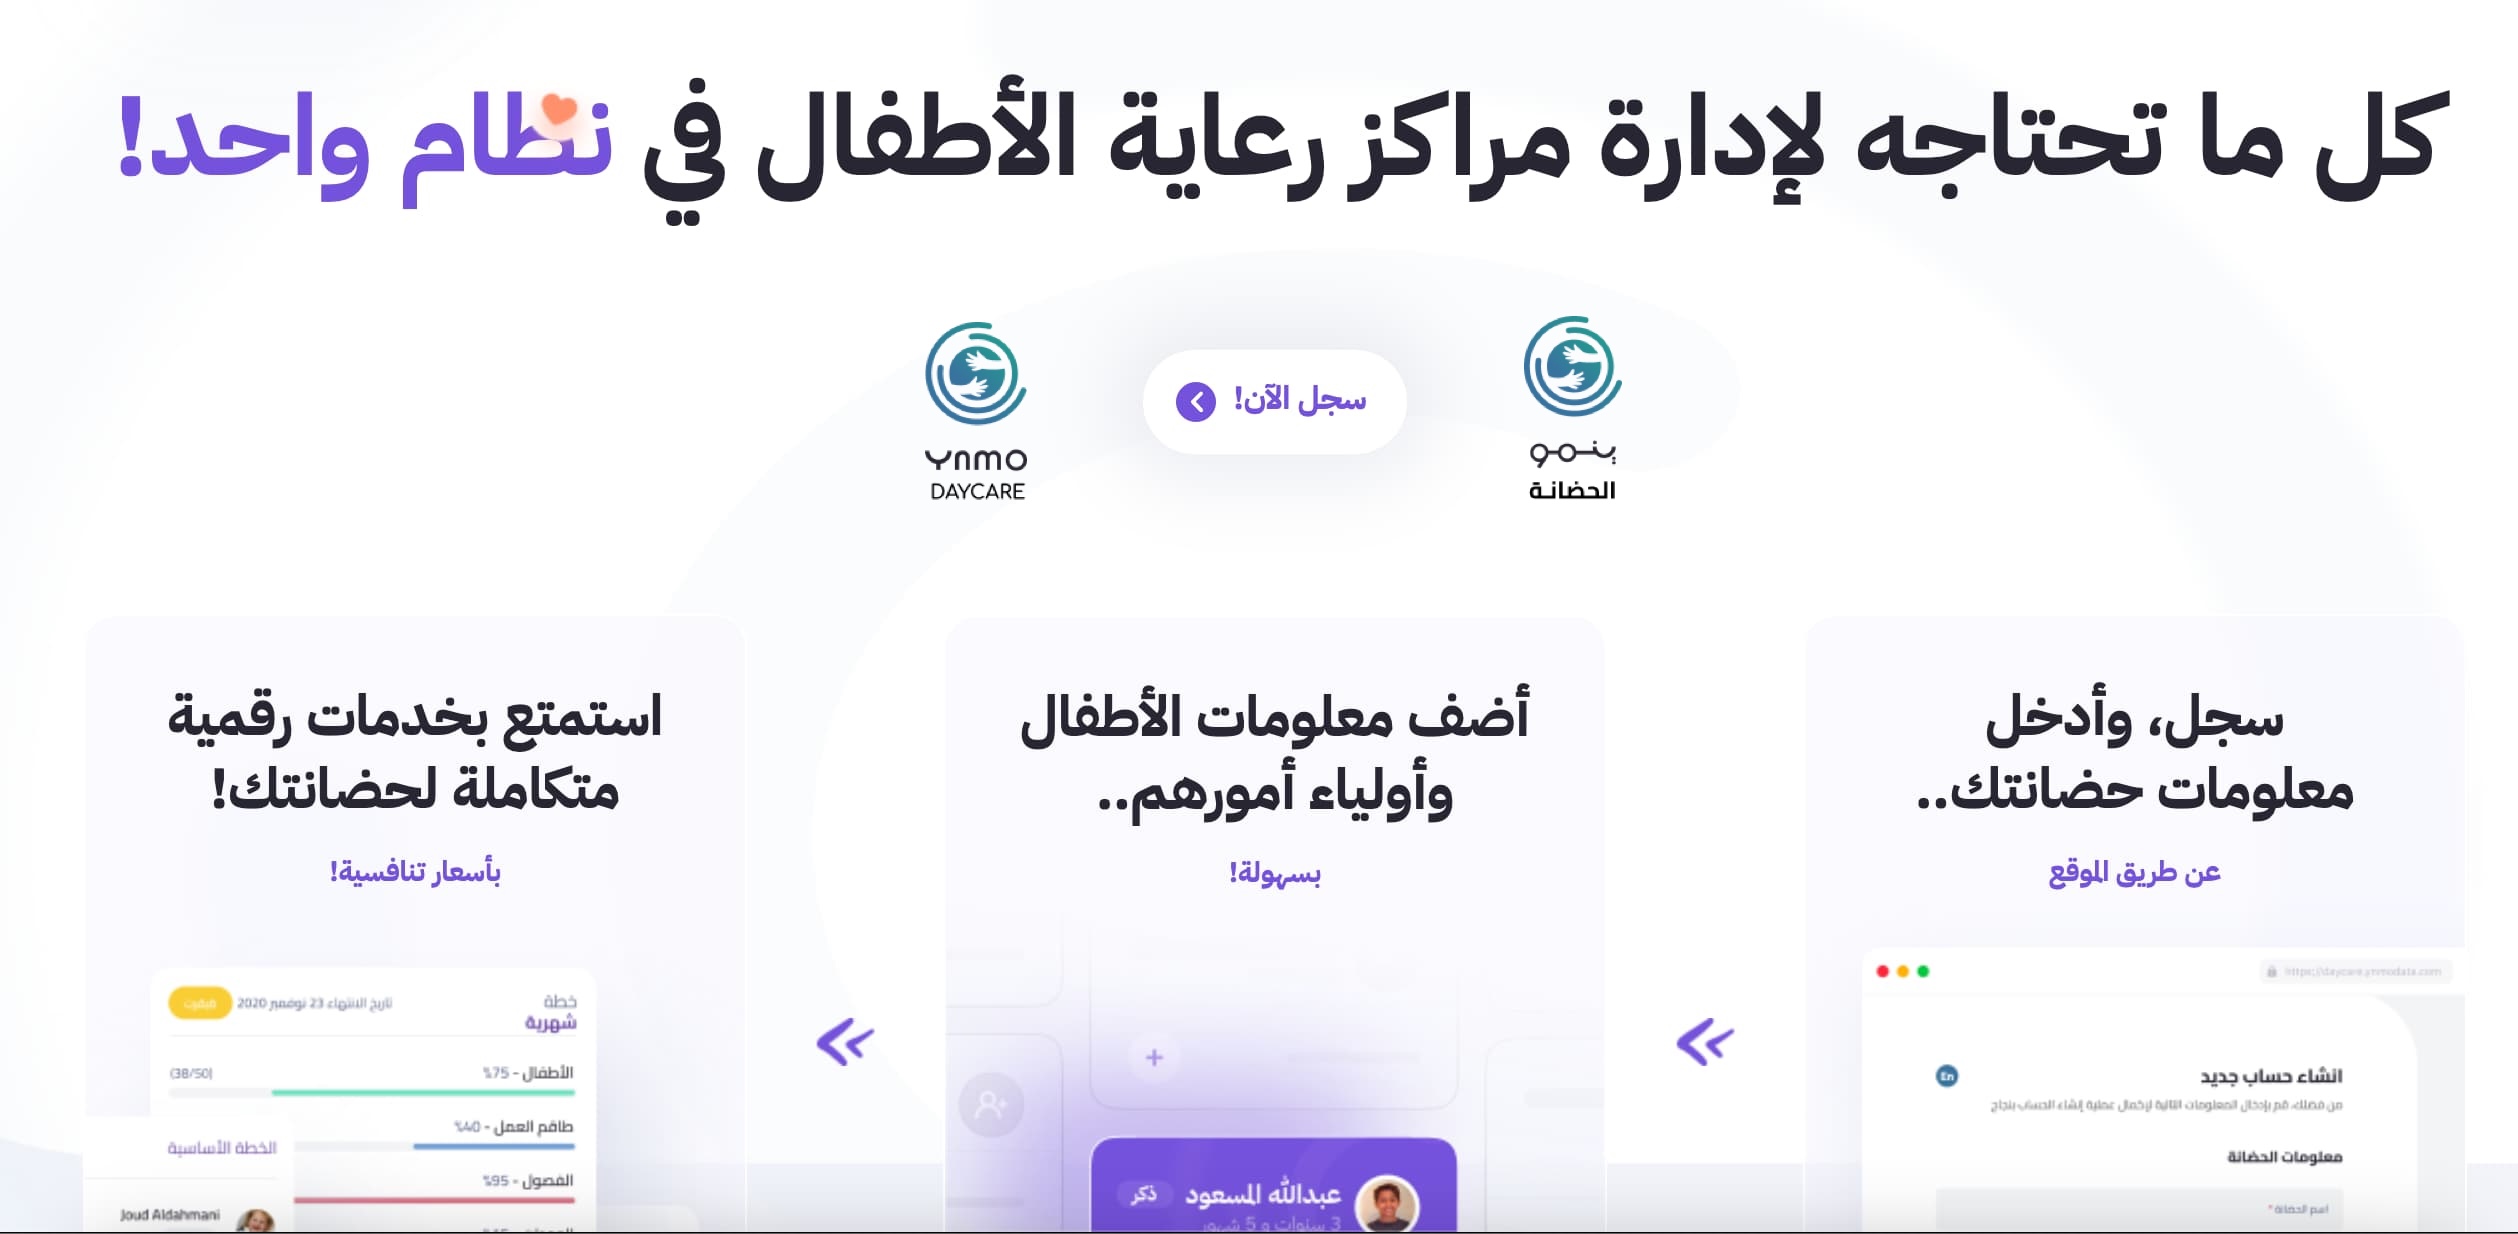 كل ما تحتاجه لإدارة مراكز رعاية الأطفال في نظام واحد!
ينمو
الحضانة
سجل الآن!
ynmo
DAYCARE
سجل، وأدخل
معلومات حضانتك..
عن طريق الموقع
https://daycare.ynmodata.com
انشاء حساب جديد
En
من فضلك، قم بإدخال المعلومات التالية لإكمال عملية إنشاء الحساب بنجاح
معلومات الحضانة
اسم الحضانة *
أضف معلومات الأطفال
وأولياء أمورهم..
بسهولة!
عبدالله المسعود
ذكر
3 سنوات و 5 شهور
استمتع بخدمات رقمية
متكاملة لحضانتك!
بأسعار تنافسية!
خطة
شهرية
تاريخ الانتهاء 23 نوفمبر 2020
الأطفال - 75%
(38/50)
طاقم العمل - 40%
الفصول - 95%
الخطة الأساسية
Joud Aldahmani